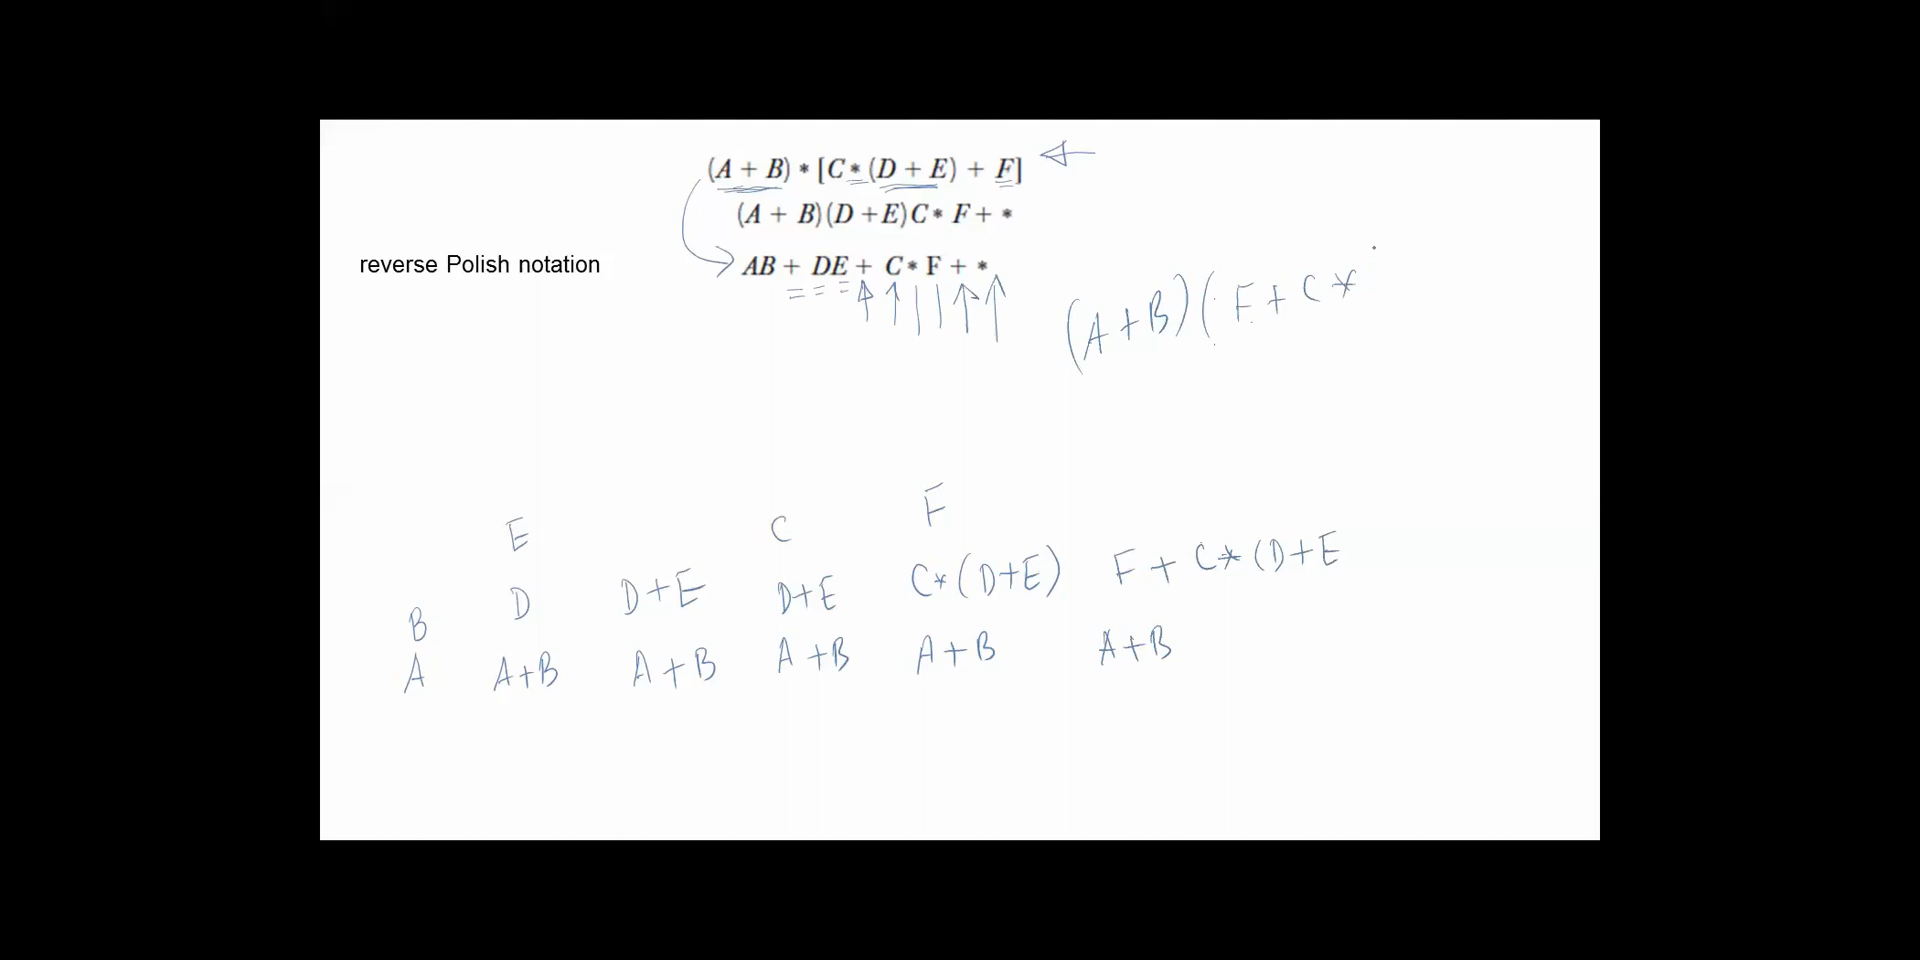 (A + B) * [C * (D + E) + F]
(A + B)(D +E)C * F + *
reverse Polish notation
AB + DE + C * F + *
(A+B)(F+C*
F
E
C
C*(D+E)
F+C*(D+E
D
D+E
D+E
B
A
A+B
A+B
A+B
A+B
A+B